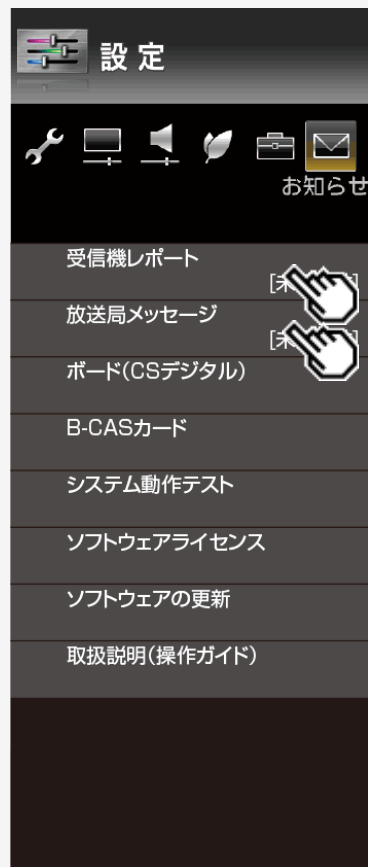 設定
お知らせ
受信機レポート
放送局メッセージ
ボード(CSデジタル)
B-CASカード
システム動作テスト
ソフトウェアライセンス
ソフトウェアの更新
取扱説明(操作ガイド)